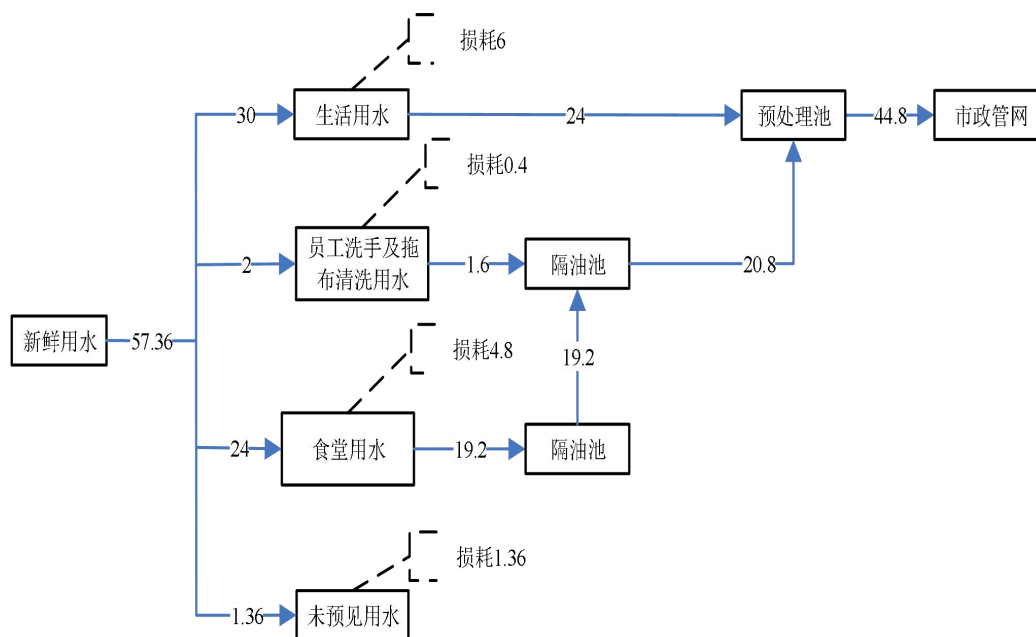 损耗6
30
生活用水
24
预处理池
44.8
市政管网
损耗0.4
2
员工洗手及拖
布清洗用水
1.6
隔油池
20.8
新鲜用水
57.36
损耗4.8
19.2
24
食堂用水
19.2
隔油池
损耗1.36
1.36
未预见用水